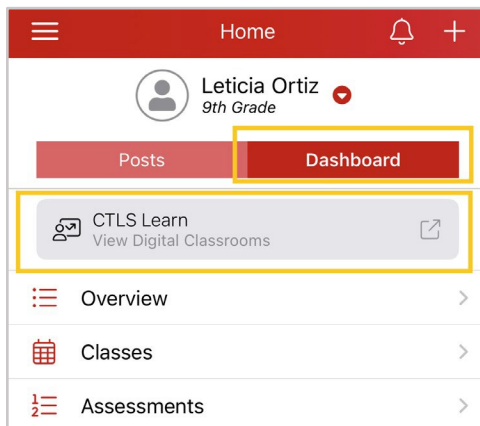 Home
Leticia Ortiz
9th Grade
Posts
Dashboard
CTLS Learn
View Digital Classrooms
Overview
Classes
Assessments